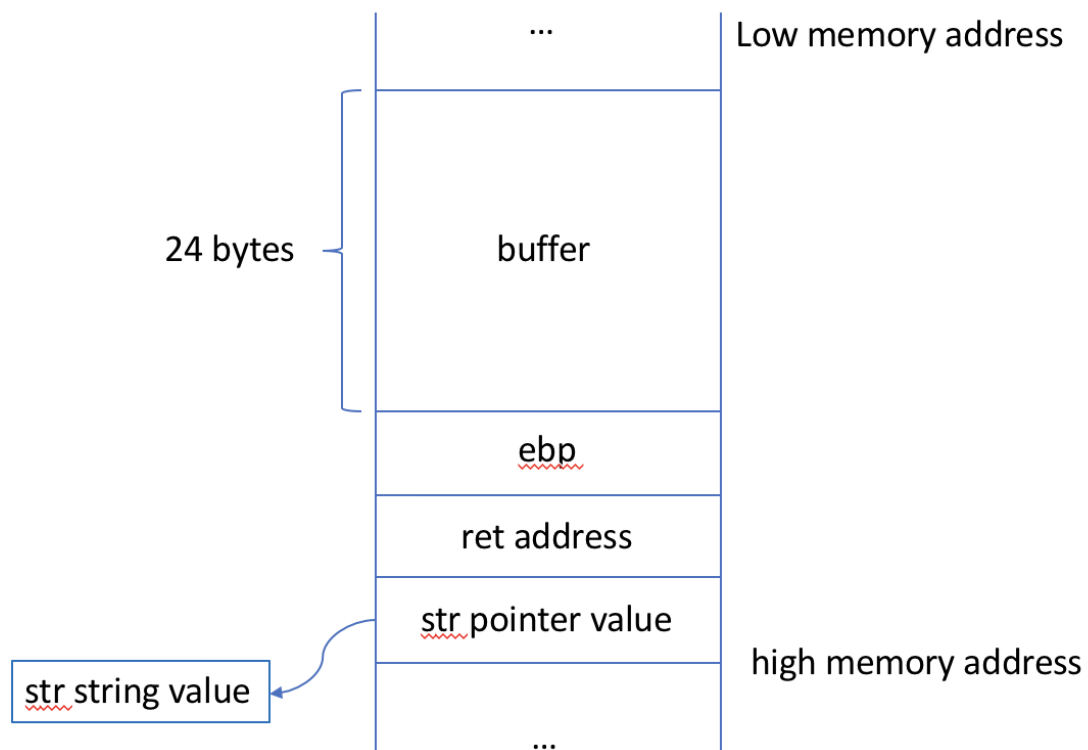 ...
Low memory address
24 bytes
buffer
ebp
ret address
str pointer value
high memory address
str string value
...